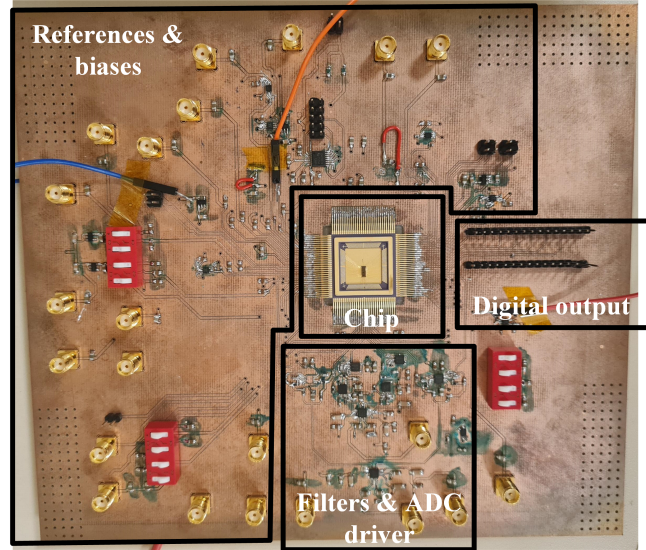 References &
biases
Chip
Digital output
Filters & ADC
driver